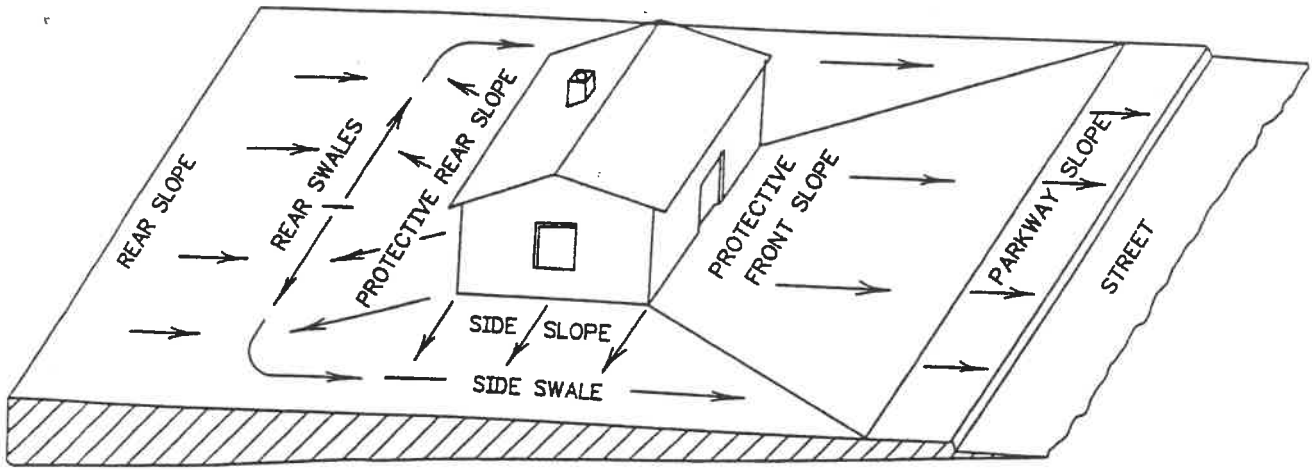 REAR SLOPE
REAR SWALES
PROTECTIVE REAR SLOPE
SIDE SLOPE
SIDE SWALE
PROTECTIVE
FRONT SLOPE
PARKWAY SLOPE
STREET